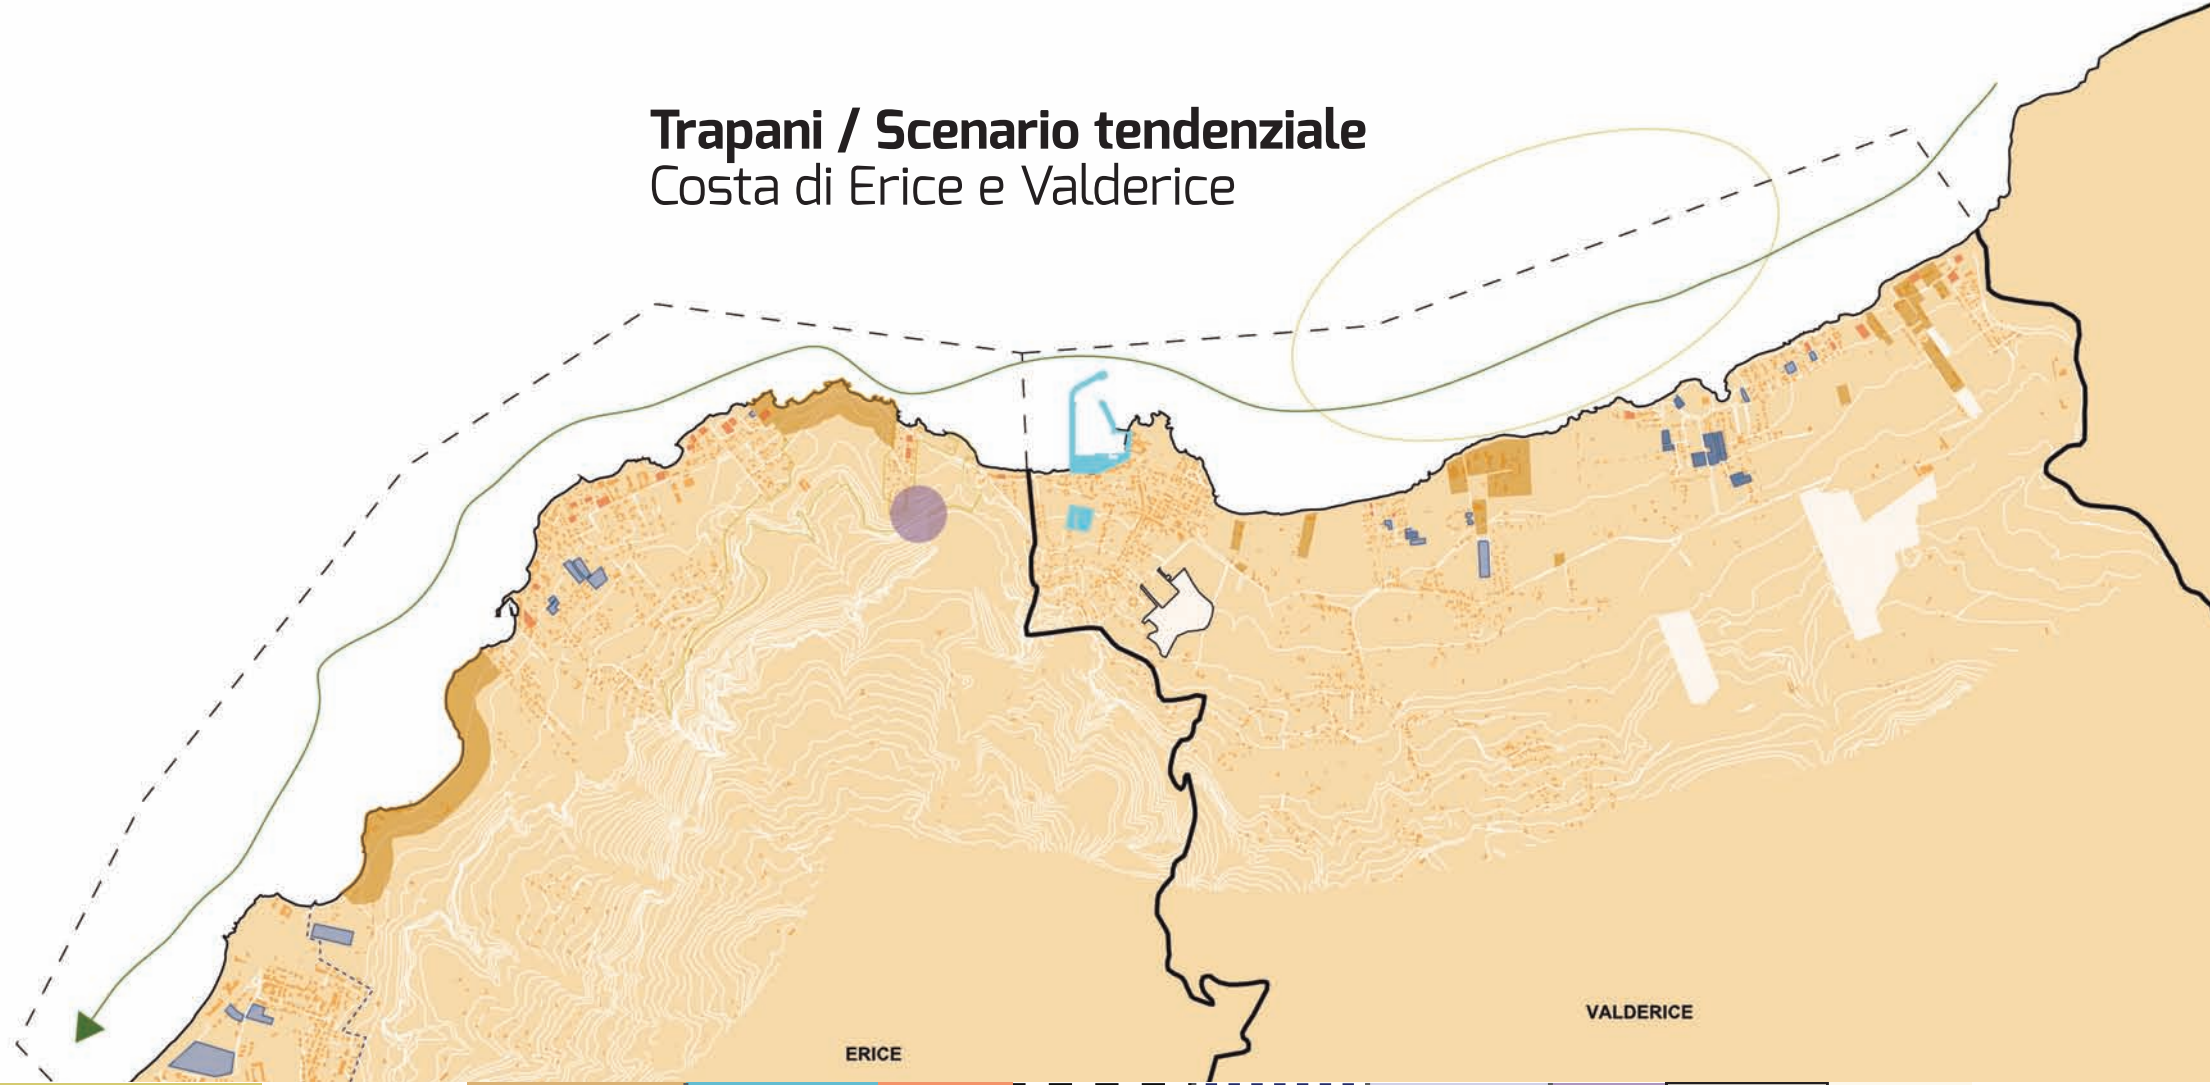 Trapani / Scenario tendenziale
Costa di Erice e Valderice
VALDERICE
ERICE